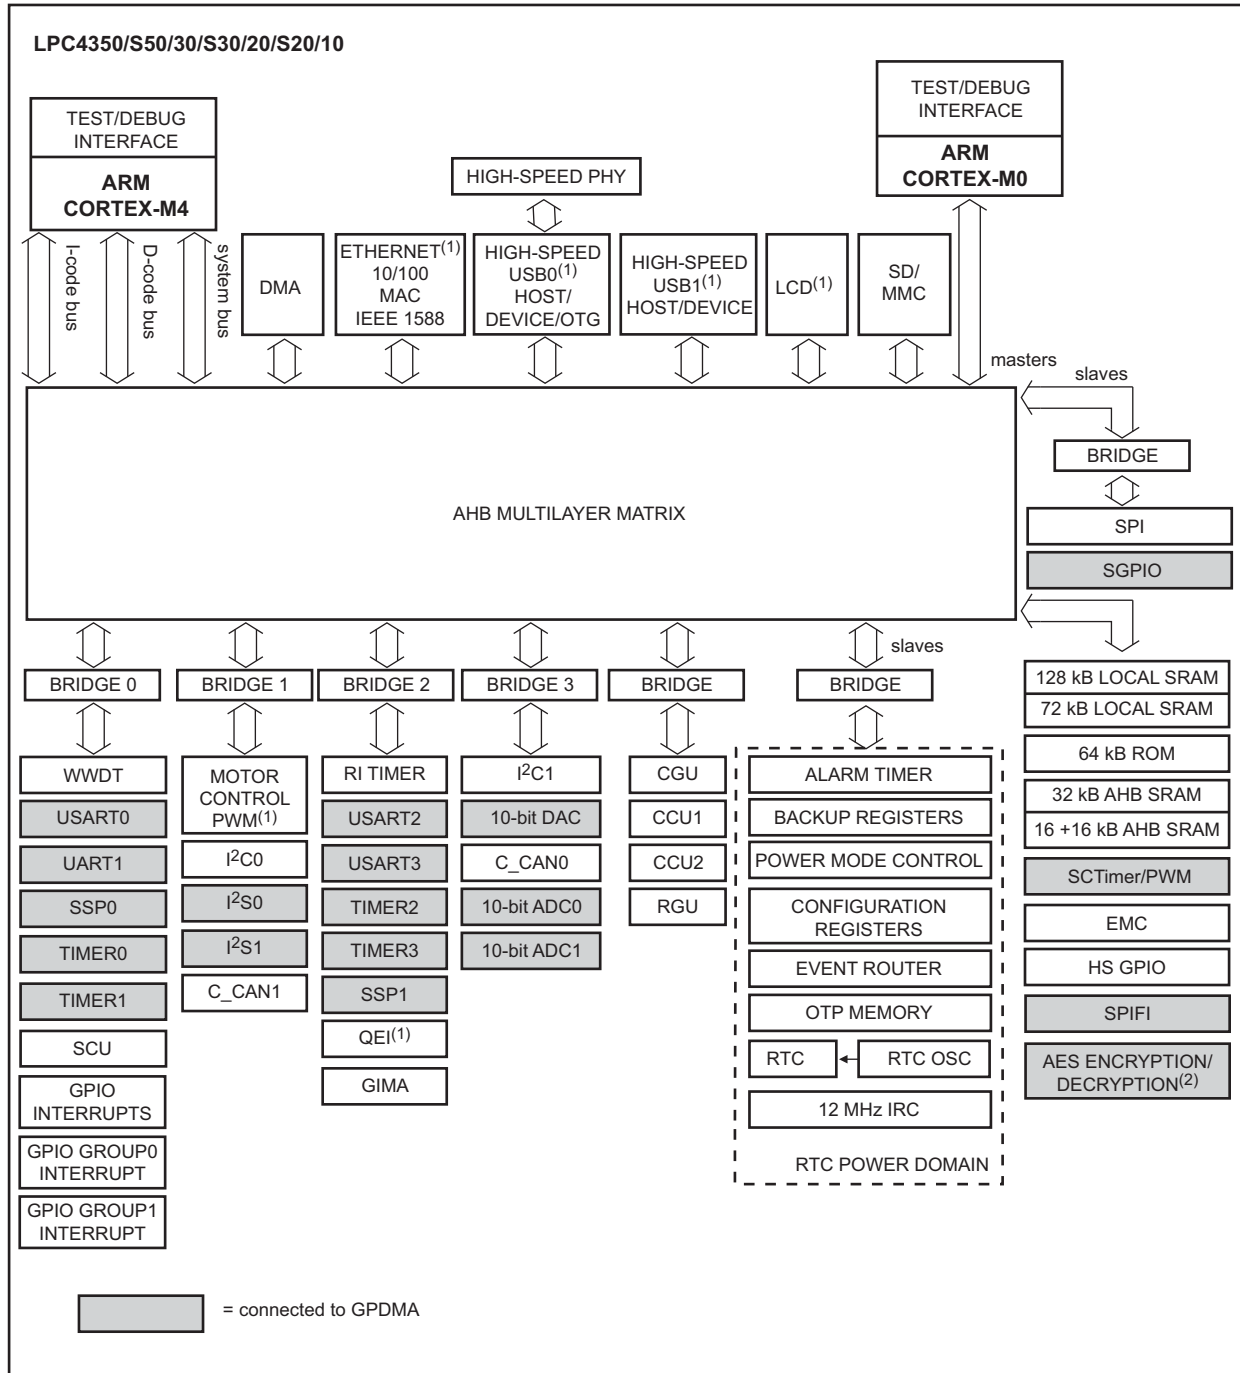 LPC4350/S50/30/S30/20/S20/10
TEST/DEBUG
INTERFACE
ARM
CORTEX-M4
TEST/DEBUG
INTERFACE
ARM
CORTEX-M0
HIGH-SPEED PHY
I-code bus
D-code bus
system bus
DMA
ETHERNET(1)
10/100
MAC
IEEE 1588
HIGH-SPEED
USB0(1)
HOST/
DEVICE/OTG
HIGH-SPEED
USB1(1)
HOST/DEVICE
LCD(1)
SD/
MMC
masters
slaves
BRIDGE
SPI
SGPIO
AHB MULTILAYER MATRIX
slaves
BRIDGE 0
BRIDGE 1
BRIDGE 2
BRIDGE 3
BRIDGE
BRIDGE
WWDT
USART0
UART1
SSP0
TIMER0
TIMER1
SCU
GPIO
INTERRUPTS
GPIO GROUP0
INTERRUPT
GPIO GROUP1
INTERRUPT
MOTOR
CONTROL
PWM(1)
I2C0
I2S0
I2S1
C_CAN1
RI TIMER
USART2
USART3
TIMER2
TIMER3
SSP1
QEI(1)
GIMA
I2C1
10-bit DAC
C_CAN0
10-bit ADC0
10-bit ADC1
CGU
CCU1
CCU2
RGU
ALARM TIMER
BACKUP REGISTERS
POWER MODE CONTROL
CONFIGURATION
REGISTERS
EVENT ROUTER
OTP MEMORY
RTC
RTC OSC
12 MHz IRC
RTC POWER DOMAIN
128 kB LOCAL SRAM
72 kB LOCAL SRAM
64 kB ROM
32 kB AHB SRAM
16 +16 kB AHB SRAM
SCTimer/PWM
EMC
HS GPIO
SPIFI
AES ENCRYPTION/
DECRYPTION(2)
= connected to GPDMA